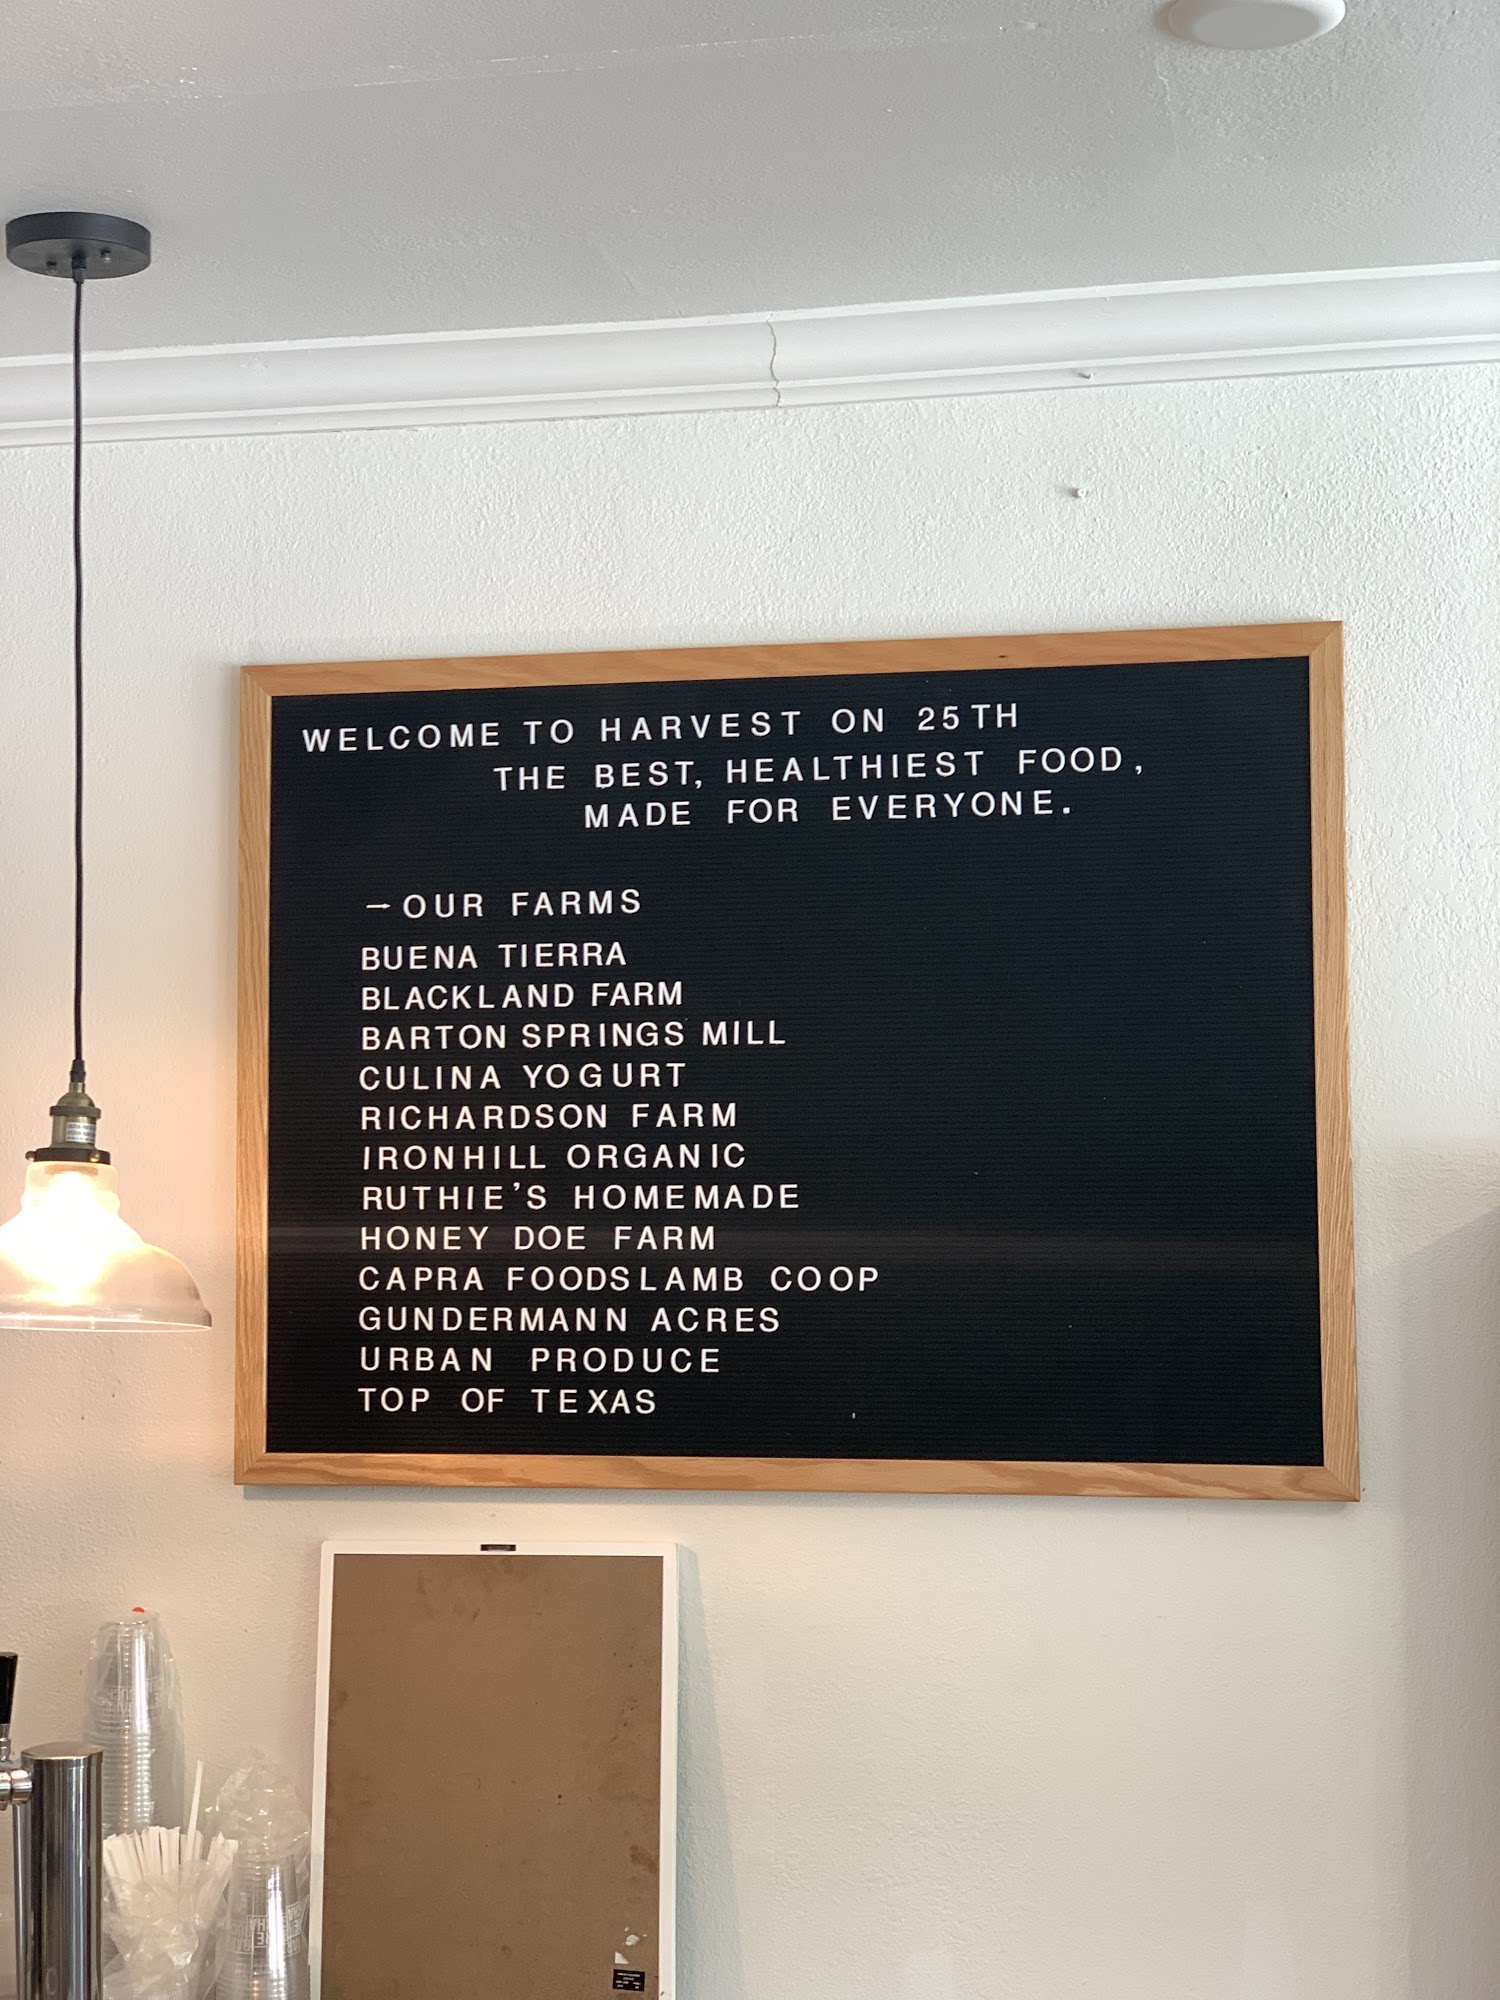 WELCOME TO HARVEST ON 25TH
THE BEST, HEALTHIEST FOOD,
MADE FOR EVERYONE.
→OUR FARMS
BUENA TIERRA
BLACKLAND FARM
BARTON SPRINGS MILL
CULINA YOGURT
RICHARDSON FARM
IRONHILL ORGANIC
RUTHIE'S HOMEMADE
HONEY DOE FARM
CAPRA FOODS LAMB COOP
GUNDERMANN ACRES
URBAN PRODUCE
TOP OF TEXAS